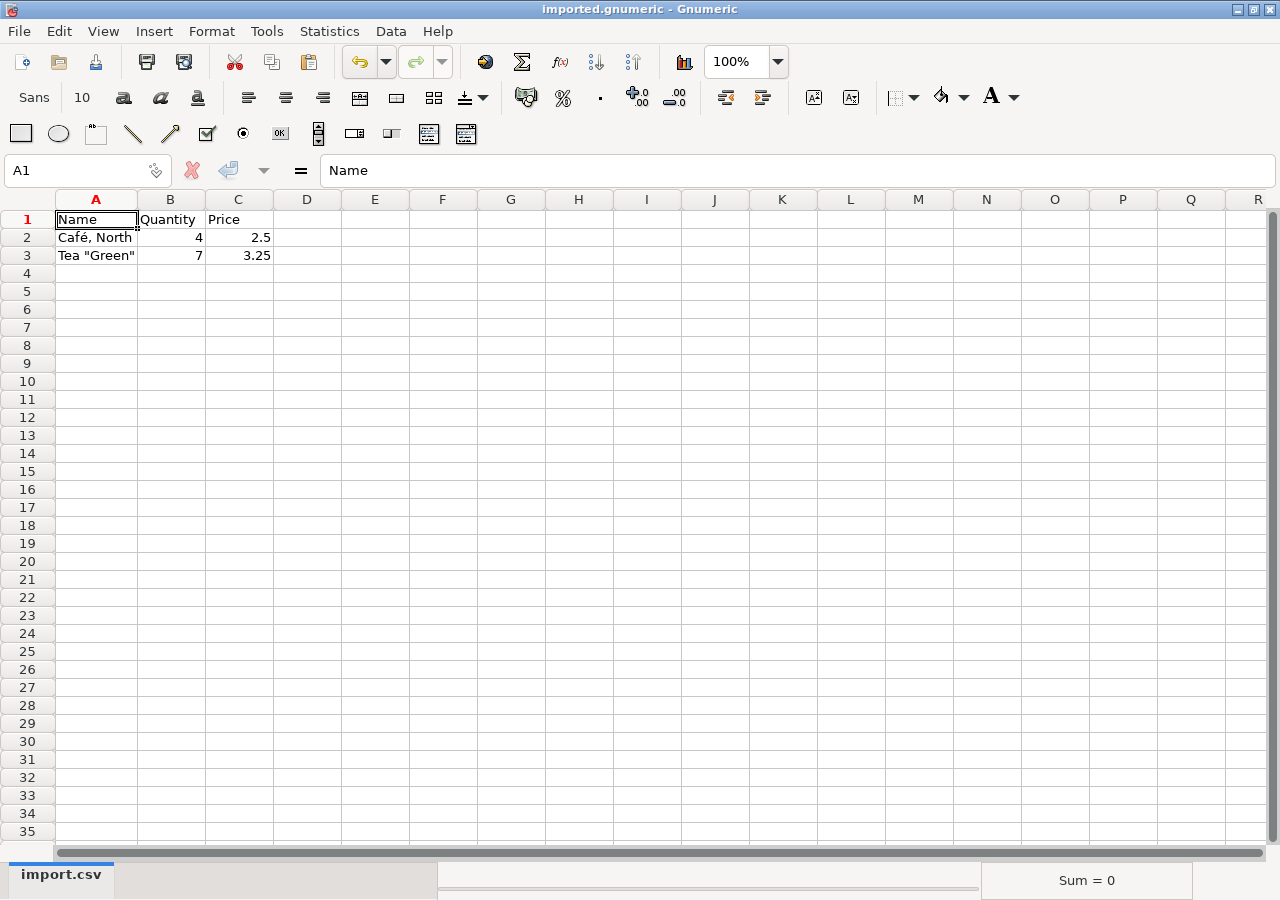 imported.gnumeric - Gnumeric
File Edit View Insert Format Tools Statistics Data Help
f(x) 100%
Sans 10 a a a % .00 .00
OK
A1 = Name
A B C D E F G H I J K L M N O P Q R
1 Name Quantity Price
2 Café, North 4 2.5
3 Tea "Green" 7 3.25
4
5
6
7
8
9
10
11
12
13
14
15
16
17
18
19
20
21
22
23
24
25
26
27
28
29
30
31
32
33
34
35
import.csv Sum = 0